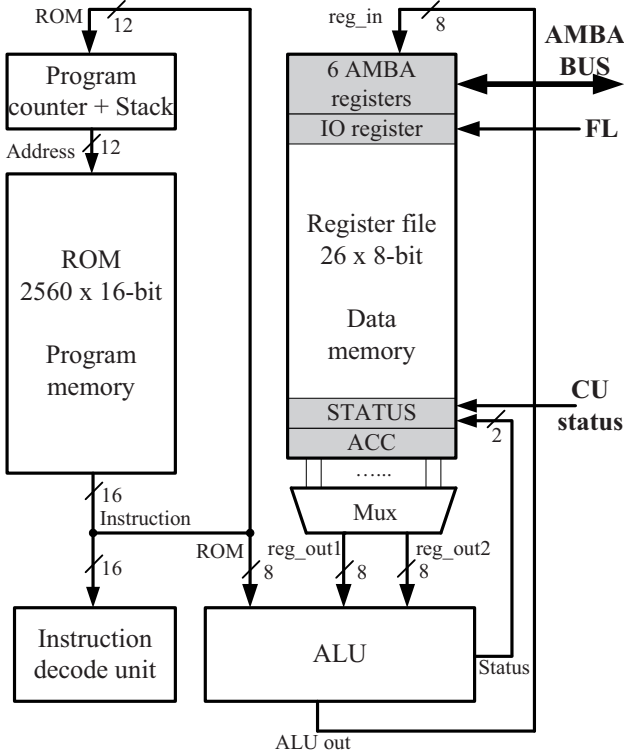 ROM
12
Program
counter + Stack
Address
12
ROM
2560 x 16-bit
Program
memory
16
Instruction
16
Instruction
decode unit
reg_in
8
6 AMBA
registers
IO register
AMBA
BUS
FL
Register file
26 x 8-bit
Data
memory
STATUS
ACC
CU
status
2
…...
Mux
ROM
8
reg_out1
8
reg_out2
8
ALU
Status
ALU out